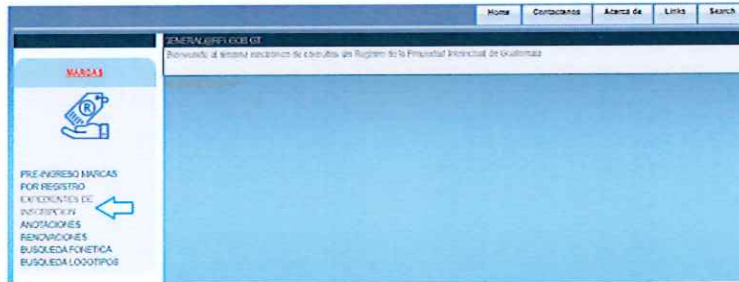 Home Contactanos Acerca de Links Search
GENERAL@RPI.GOB.GT
Bienvenido al sistema electrónico de consultas del Registro de la Propiedad Intelectual de Guatemala
MARCAS
R
PRE-INGRESO MARCAS
POR REGISTRO
EXPEDIENTES DE
INSCRIPCION
ANOTACIONES
RENOVACIONES
BUSQUEDA FONETICA
BUSQUEDA LOGOTIPOS